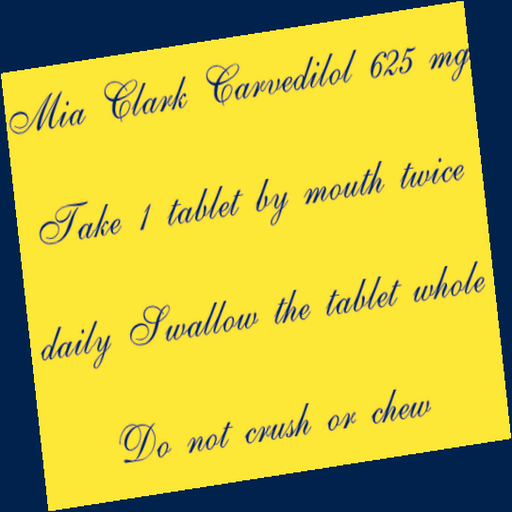 Mia Clark Carvedilol 625 mg
Take 1 tablet by mouth twice
daily Swallow the tablet whole
Do not crush or chew